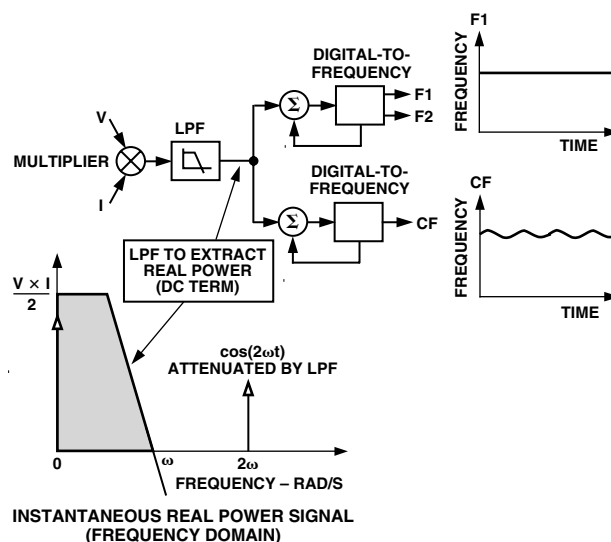 F1
DIGITAL-TO-
FREQUENCY
FREQUENCY
Σ
F1
F2
V
LPF
MULTIPLIER
I
TIME
DIGITAL-TO-
FREQUENCY
CF
FREQUENCY
Σ
CF
LPF TO EXTRACT
REAL POWER
(DC TERM)
V × I
2
TIME
cos(2ωt)
ATTENUATED BY LPF
0
ω
2ω
FREQUENCY – RAD/S
INSTANTANEOUS REAL POWER SIGNAL
(FREQUENCY DOMAIN)